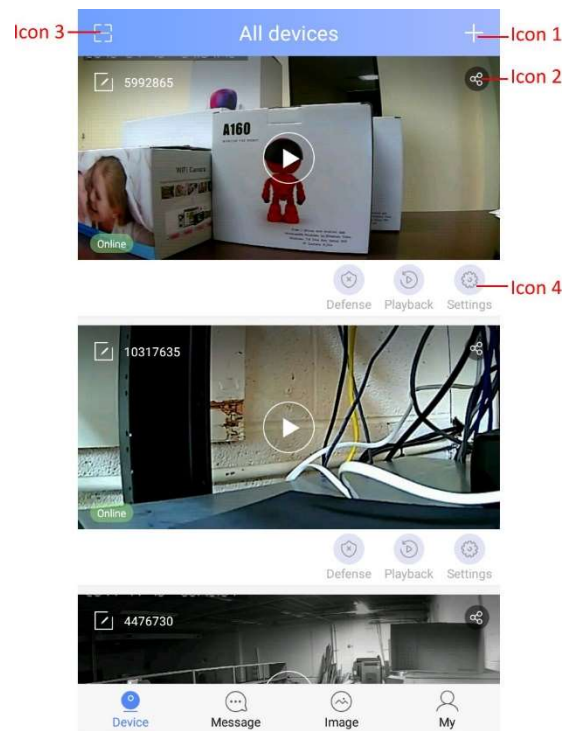 Icon 3
All devices
Icon 1
5992865
Icon 2
A160
WIFI Camera
Online
Defense Playback Settings
Icon 4
10317635
Online
Defense Playback Settings
4476730
Device Message Image My